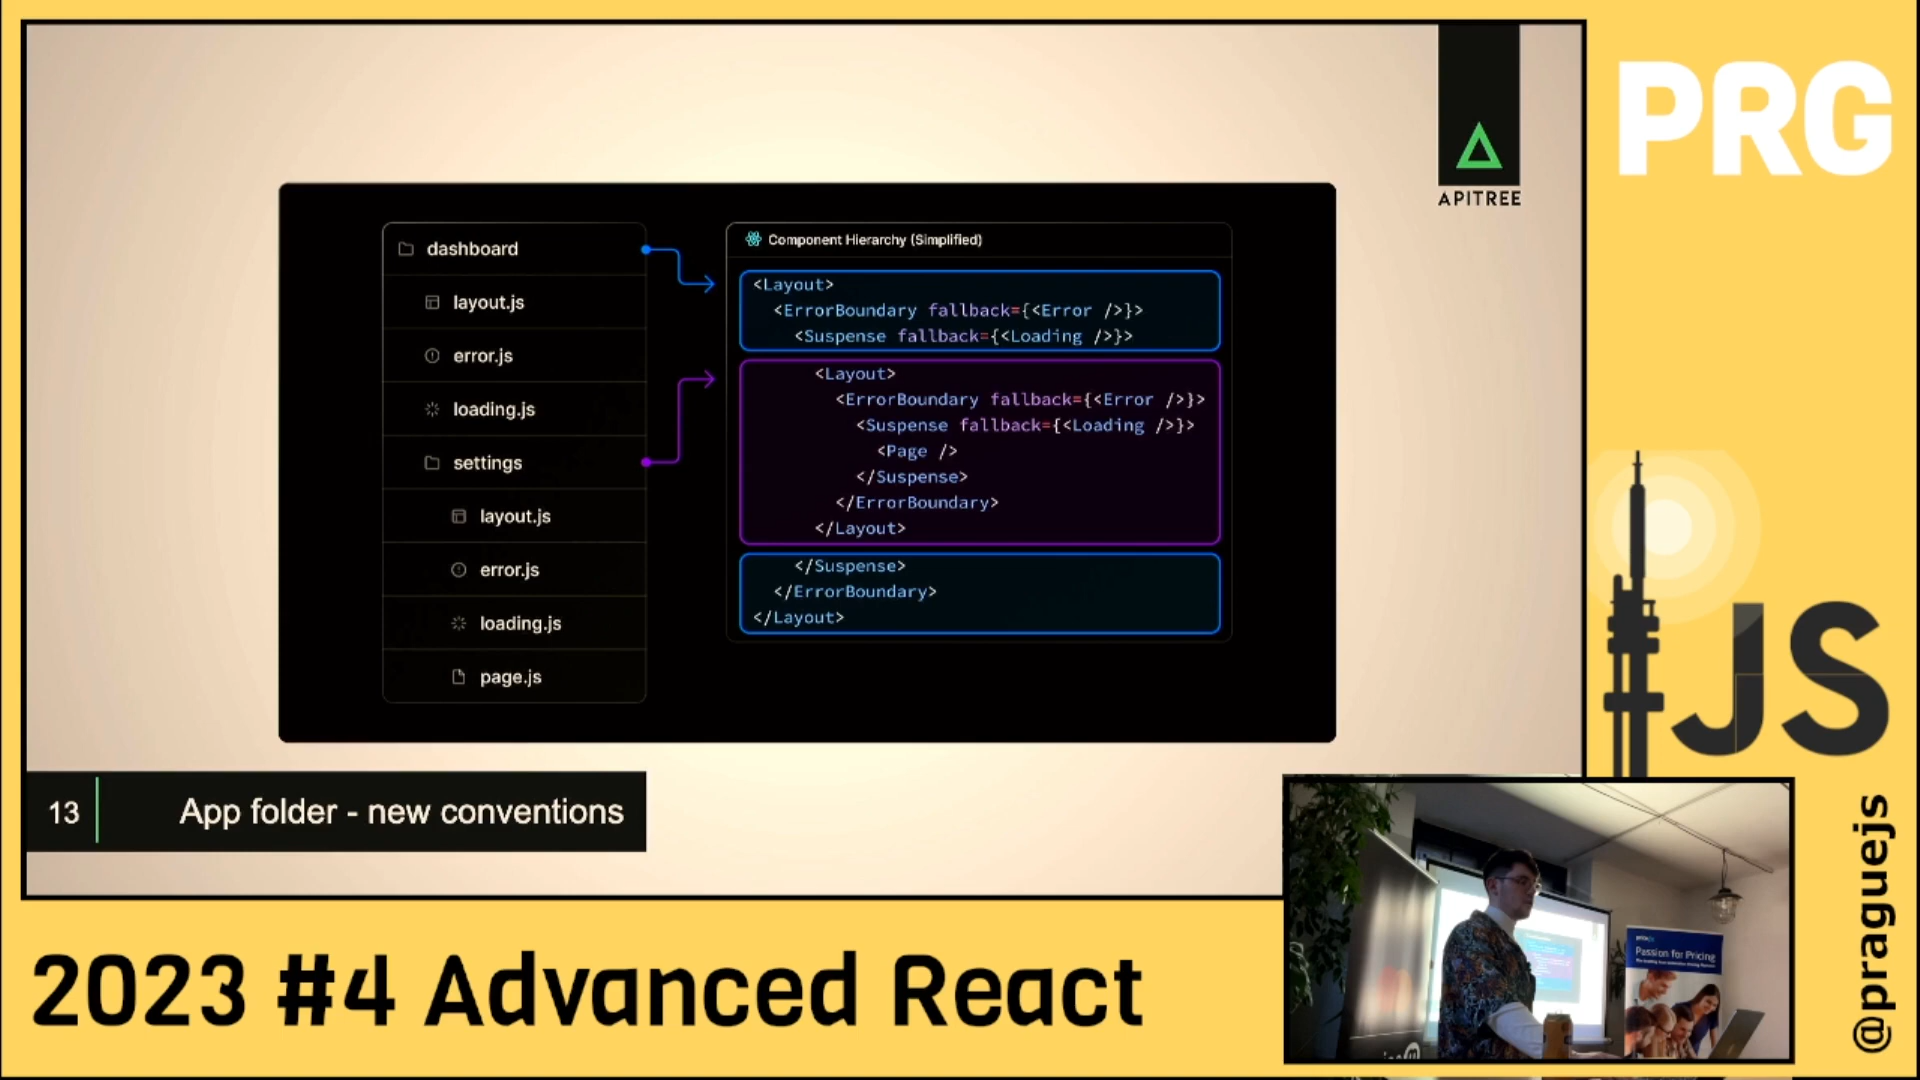 PRG
JS
@praguejs
APITREE
dashboard
layout.js
error.js
loading.js
settings
layout.js
error.js
loading.js
page.js
Component Hierarchy (Simplified)
<Layout>
<ErrorBoundary fallback={<Error />}>
<Suspense fallback={<Loading />}>
<Layout>
<ErrorBoundary fallback={<Error />}>
<Suspense fallback={<Loading />}>
<Page />
</Suspense>
</ErrorBoundary>
</Layout>
</Suspense>
</ErrorBoundary>
</Layout>
13
App folder - new conventions
Passion for Pricing
2023 #4 Advanced React